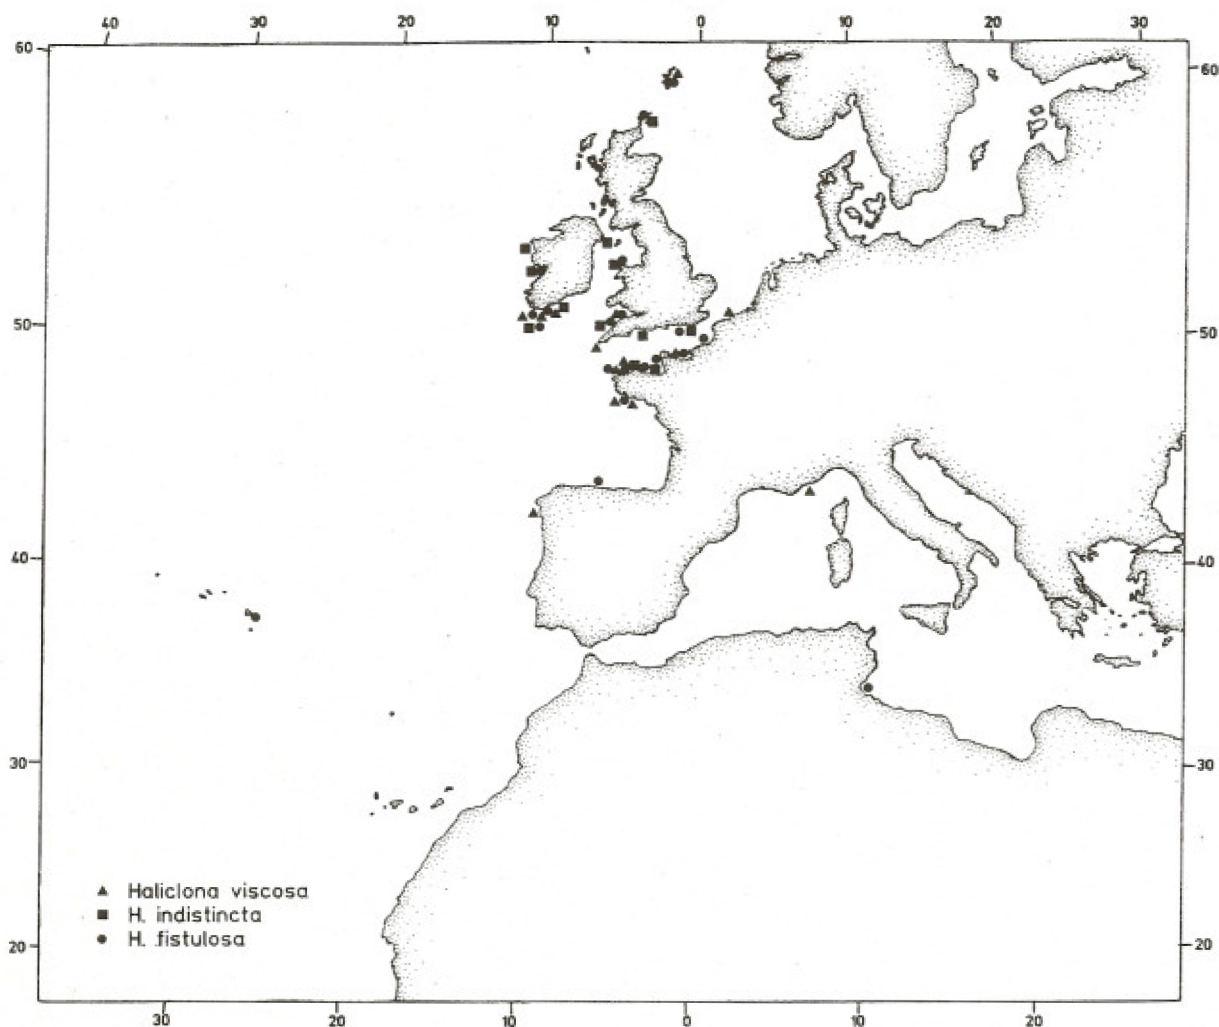 40 30 20 10 0 10 20 30
60 60
50 50
40 40
30 30
▲ Haliclona viscosa
■ H. indistincta
● H. fistulosa
20 20
30 20 10 0 10 20